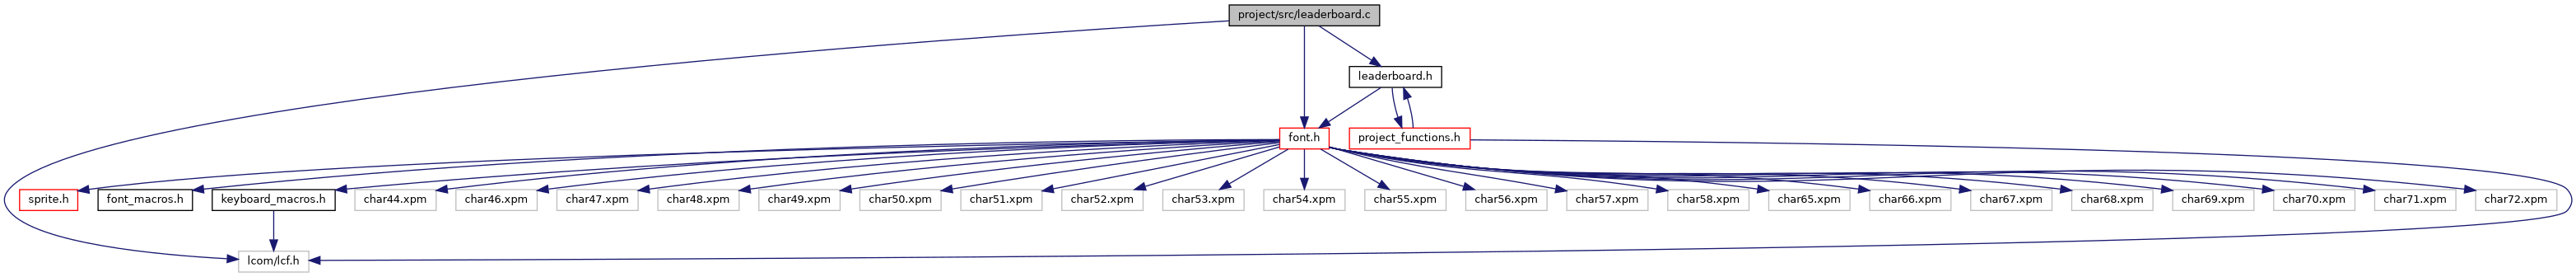 project/src/leaderboard.c
leaderboard.h
font.h
project_functions.h
sprite.h
font_macros.h
keyboard_macros.h
char44.xpm
char46.xpm
char47.xpm
char48.xpm
char49.xpm
char50.xpm
char51.xpm
char52.xpm
char53.xpm
char54.xpm
char55.xpm
char56.xpm
char57.xpm
char58.xpm
char65.xpm
char66.xpm
char67.xpm
char68.xpm
char69.xpm
char70.xpm
char71.xpm
char72.xpm
lcom/lcf.h